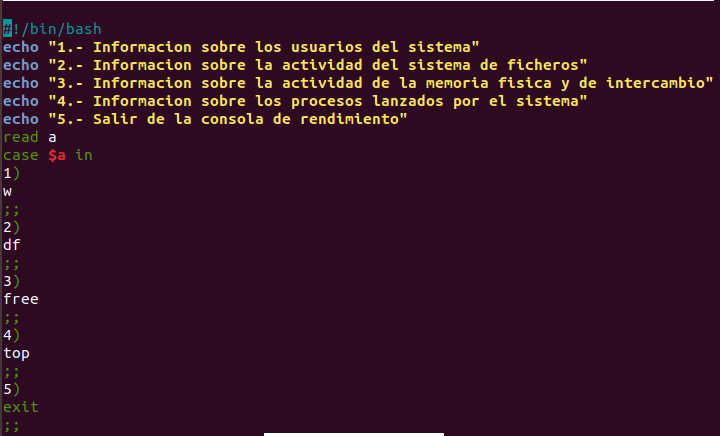 #!/bin/bash
echo "1.- Informacion sobre los usuarios del sistema"
echo "2.- Informacion sobre la actividad del sistema de ficheros"
echo "3.- Informacion sobre la actividad de la memoria fisica y de intercambio"
echo "4.- Informacion sobre los procesos lanzados por el sistema"
echo "5.- Salir de la consola de rendimiento"
read a
case $a in
1)
w
;;
2)
df
;;
3)
free
;;
4)
top
;;
5)
exit
;;